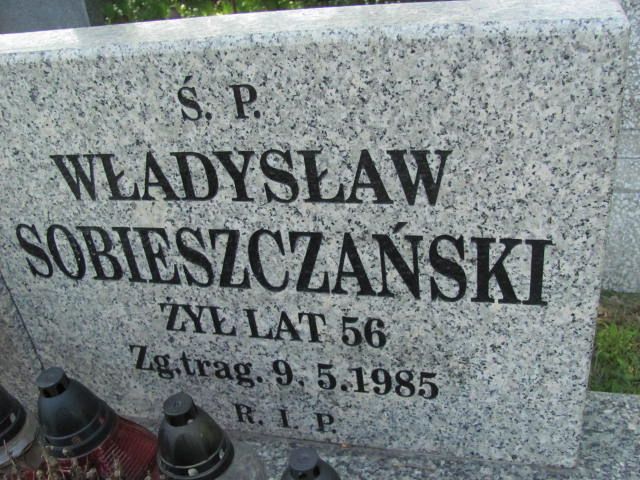 Ś. P.
WŁADYSŁAW
SOBIESZCZAŃSKI
ŻYŁ LAT 56
Zg.trag. 9. 5.1985
R. I. P.